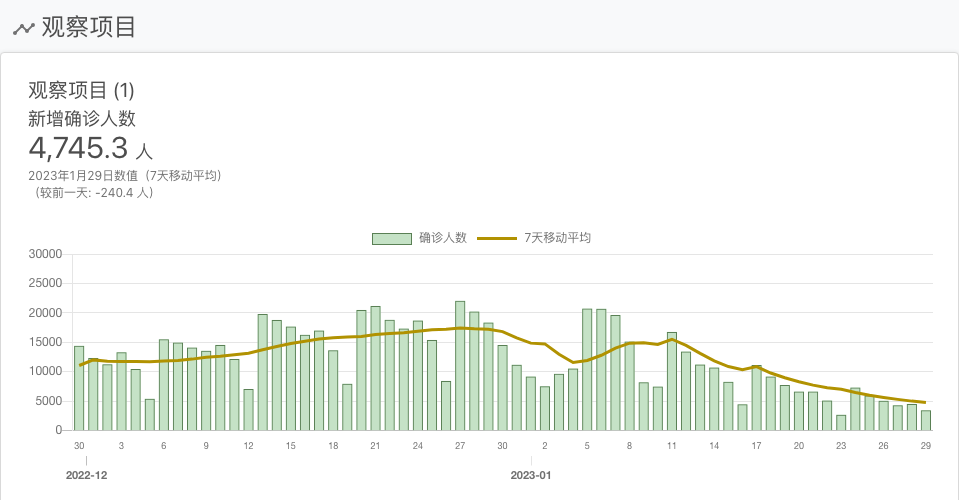 观察项目
观察项目 (1)
新增确诊人数
4,745.3 人
2023年1月29日数值（7天移动平均）
（较前一天: -240.4 人）
确诊人数 7天移动平均
30000
25000
20000
15000
10000
5000
0
30 3 6 9 12 15 18 21 24 27 30 2 5 8 11 14 17 20 23 26 29
2022-12 2023-01